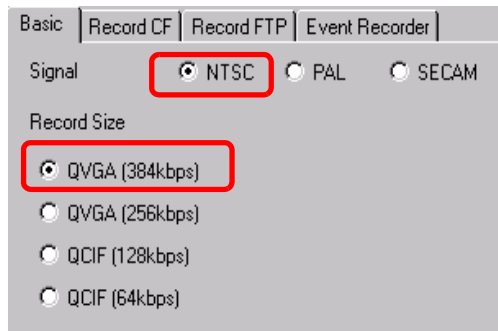 Basic Record CF Record FTP Event Recorder
Signal NTSC PAL SECAM
Record Size
QVGA (384kbps)
QVGA (256kbps)
QCIF (128kbps)
QCIF (64kbps)